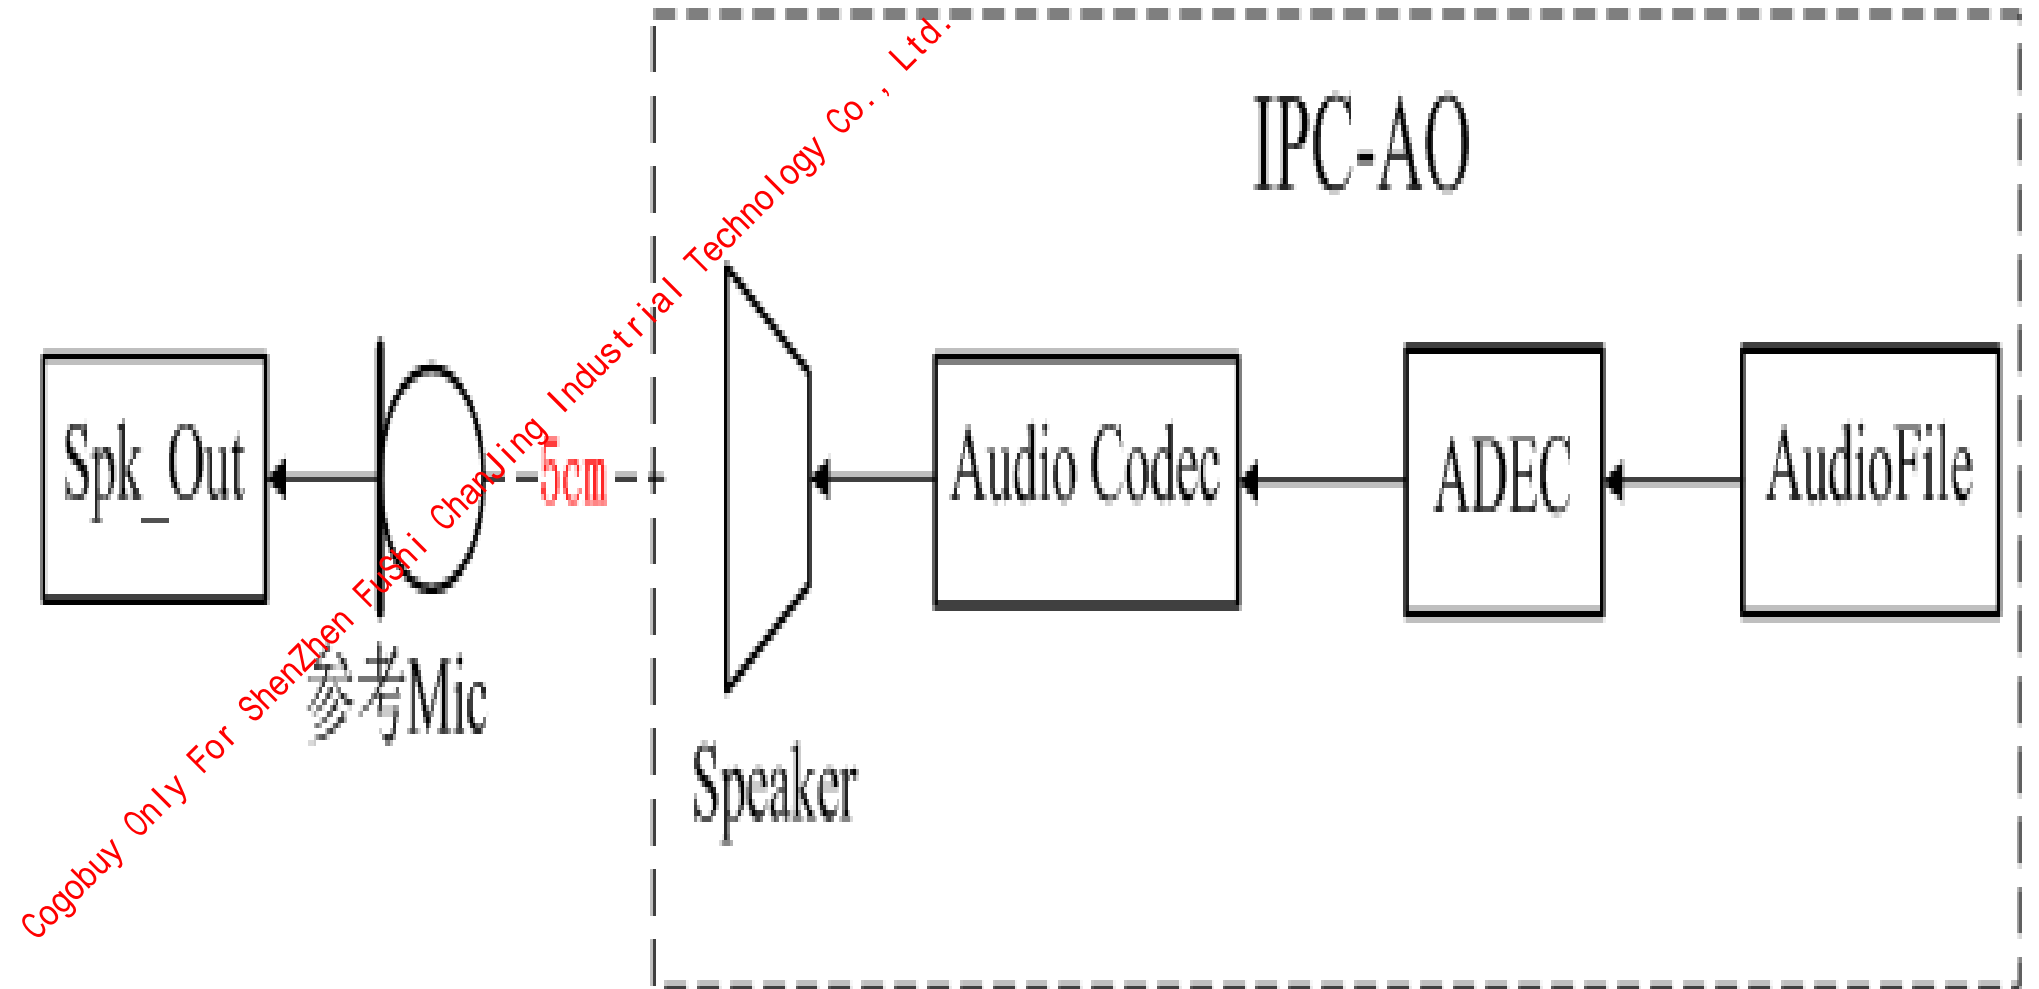 IPC-AO
Spk_Out
5cm
Audio Codec
ADEC
AudioFile
参考Mic
Speaker
Cogobuy Only For ShenZhen FuShi ChanJing Industrial Technology Co., Ltd.